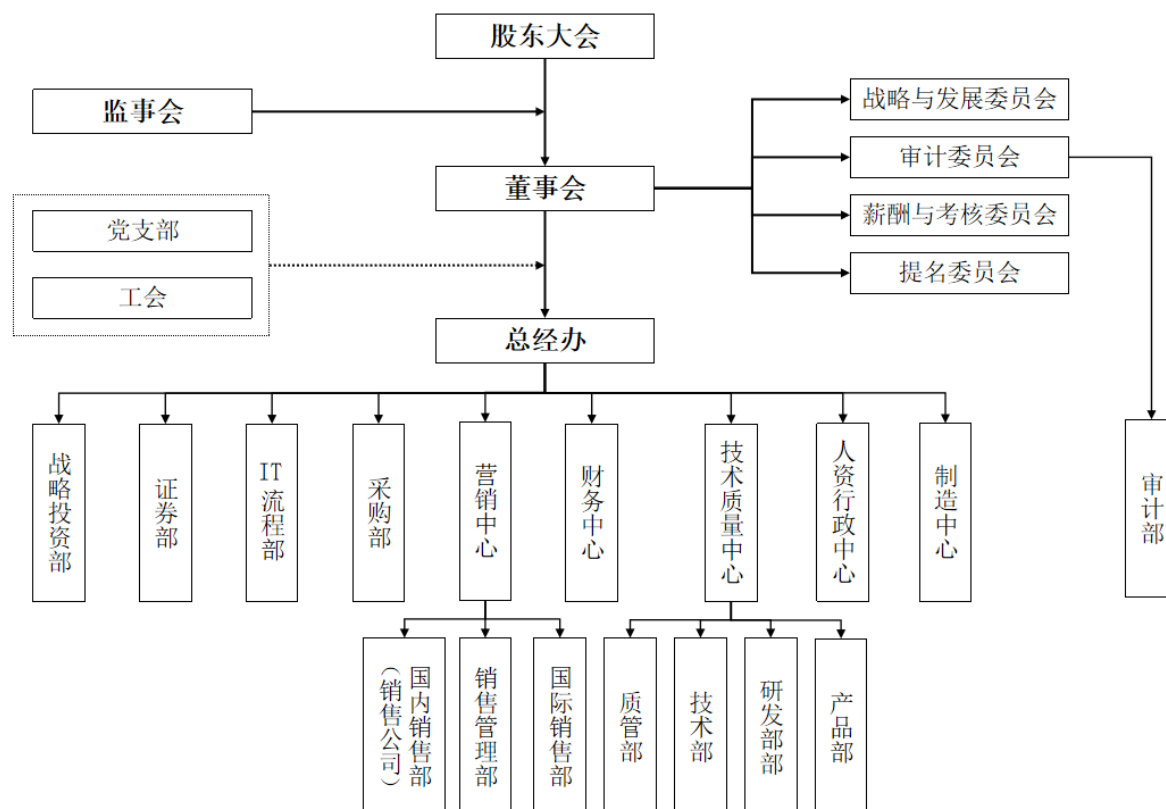 股东大会
监事会
战略与发展委员会
审计委员会
董事会
薪酬与考核委员会
党支部
提名委员会
工会
总经办
战略投资部
证券部
IT流程部
采购部
营销中心
财务中心
技术质量中心
人资行政中心
制造中心
审计部
国内销售部
(销售公司)
销售管理部
国际销售部
质管部
技术部
研发部部
产品部